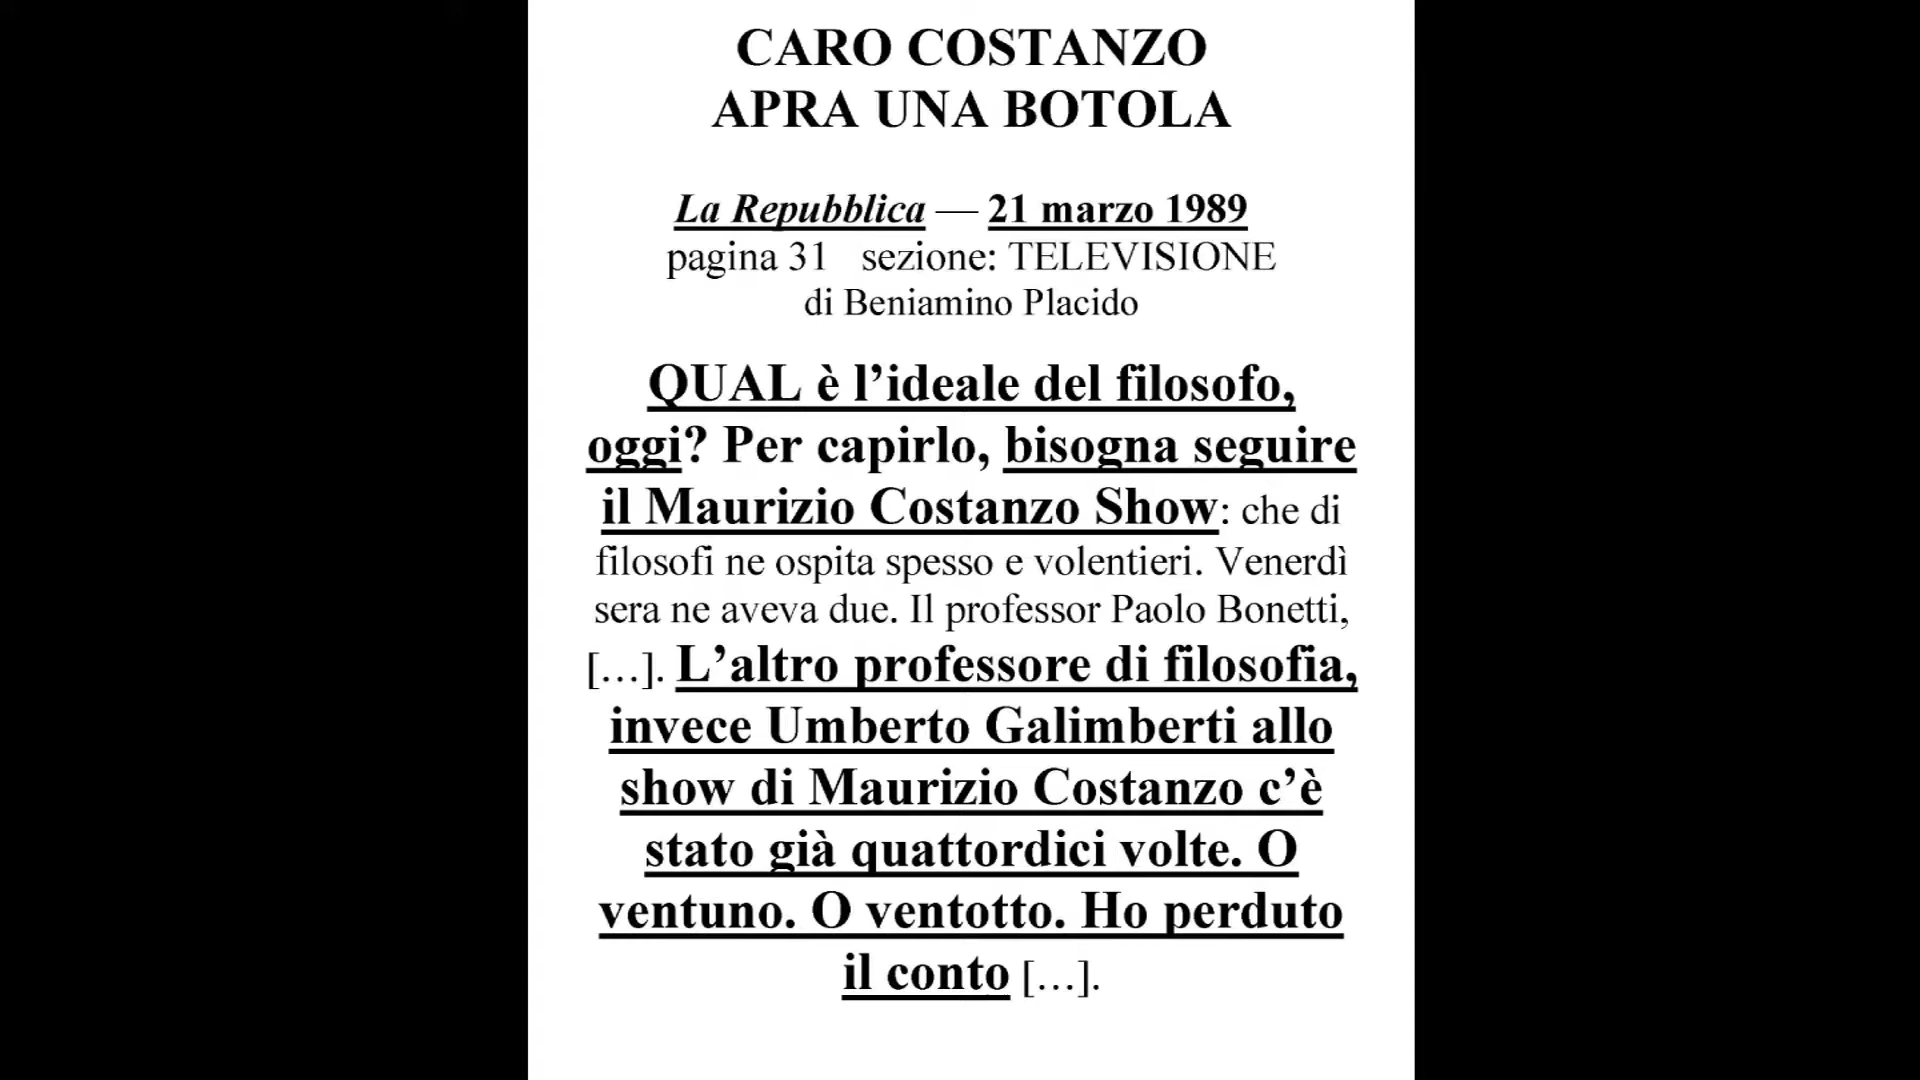 CARO COSTANZO
APRA UNA BOTOLA
La Repubblica — 21 marzo 1989
pagina 31 sezione: TELEVISIONE
di Beniamino Placido
QUAL è l’ideale del filosofo,
oggi? Per capirlo, bisogna seguire
il Maurizio Costanzo Show: che di
filosofi ne ospita spesso e volentieri. Venerdì
sera ne aveva due. Il professor Paolo Bonetti,
[…]. L’altro professore di filosofia,
invece Umberto Galimberti allo
show di Maurizio Costanzo c’è
stato già quattordici volte. O
ventuno. O ventotto. Ho perduto
il conto […].